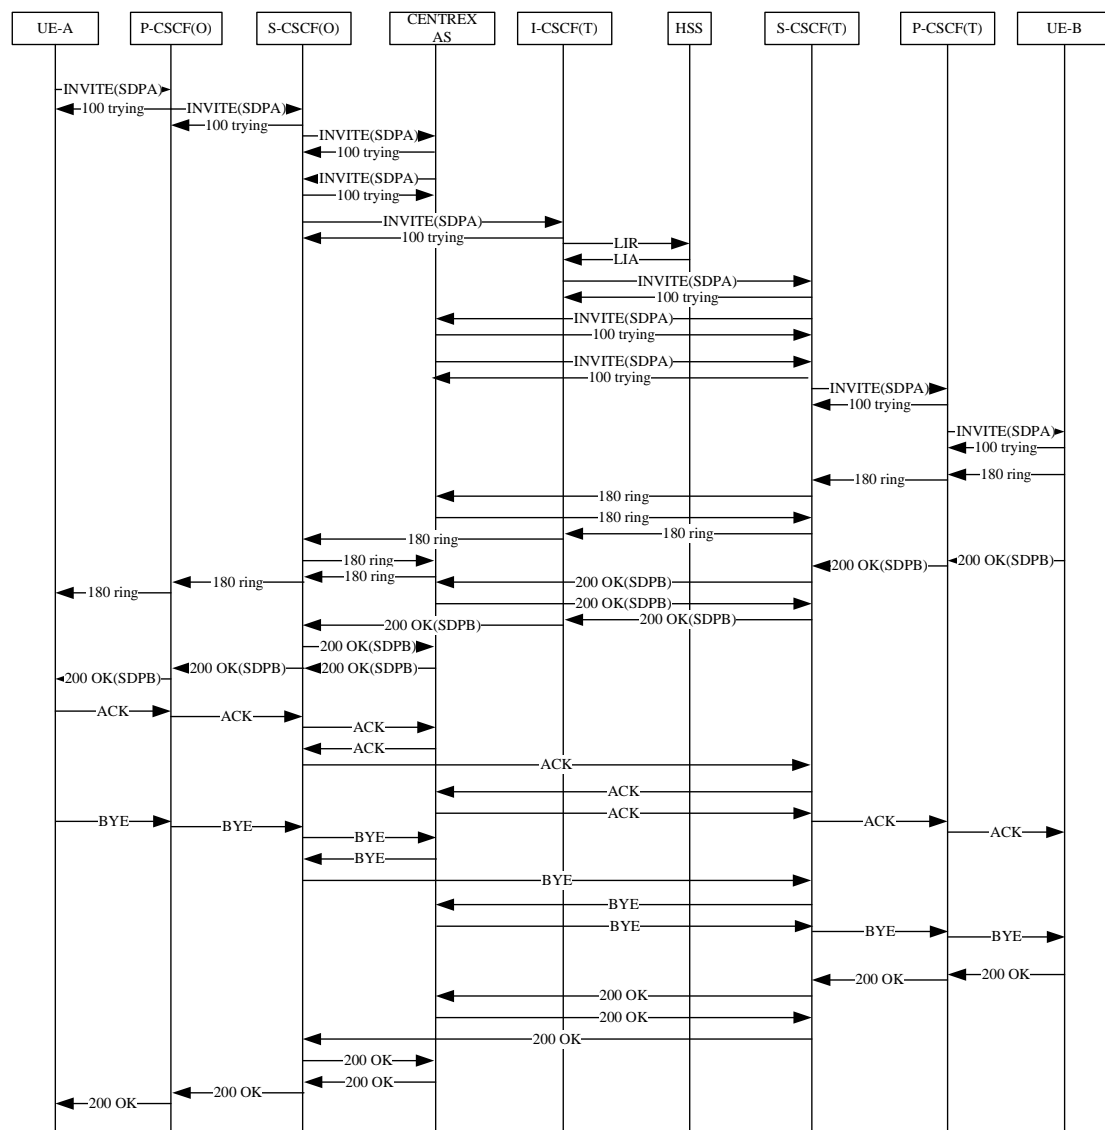 UE-A
P-CSCF(O)
S-CSCF(O)
CENTREX
AS
I-CSCF(T)
HSS
S-CSCF(T)
P-CSCF(T)
UE-B
INVITE(SDPA)
100 trying
INVITE(SDPA)
100 trying
INVITE(SDPA)
100 trying
INVITE(SDPA)
100 trying
INVITE(SDPA)
100 trying
LIR
LIA
INVITE(SDPA)
100 trying
INVITE(SDPA)
100 trying
INVITE(SDPA)
100 trying
INVITE(SDPA)
100 trying
INVITE(SDPA)
100 trying
180 ring
180 ring
180 ring
180 ring
180 ring
180 ring
180 ring
200 OK(SDPB)
200 OK(SDPB)
180 ring
180 ring
200 OK(SDPB)
180 ring
200 OK(SDPB)
200 OK(SDPB)
200 OK(SDPB)
200 OK(SDPB)
200 OK(SDPB)
200 OK(SDPB)
200 OK(SDPB)
ACK
ACK
ACK
ACK
ACK
ACK
ACK
BYE
ACK
BYE
ACK
BYE
BYE
BYE
BYE
BYE
BYE
BYE
200 OK
200 OK
200 OK
200 OK
200 OK
200 OK
200 OK
200 OK
200 OK